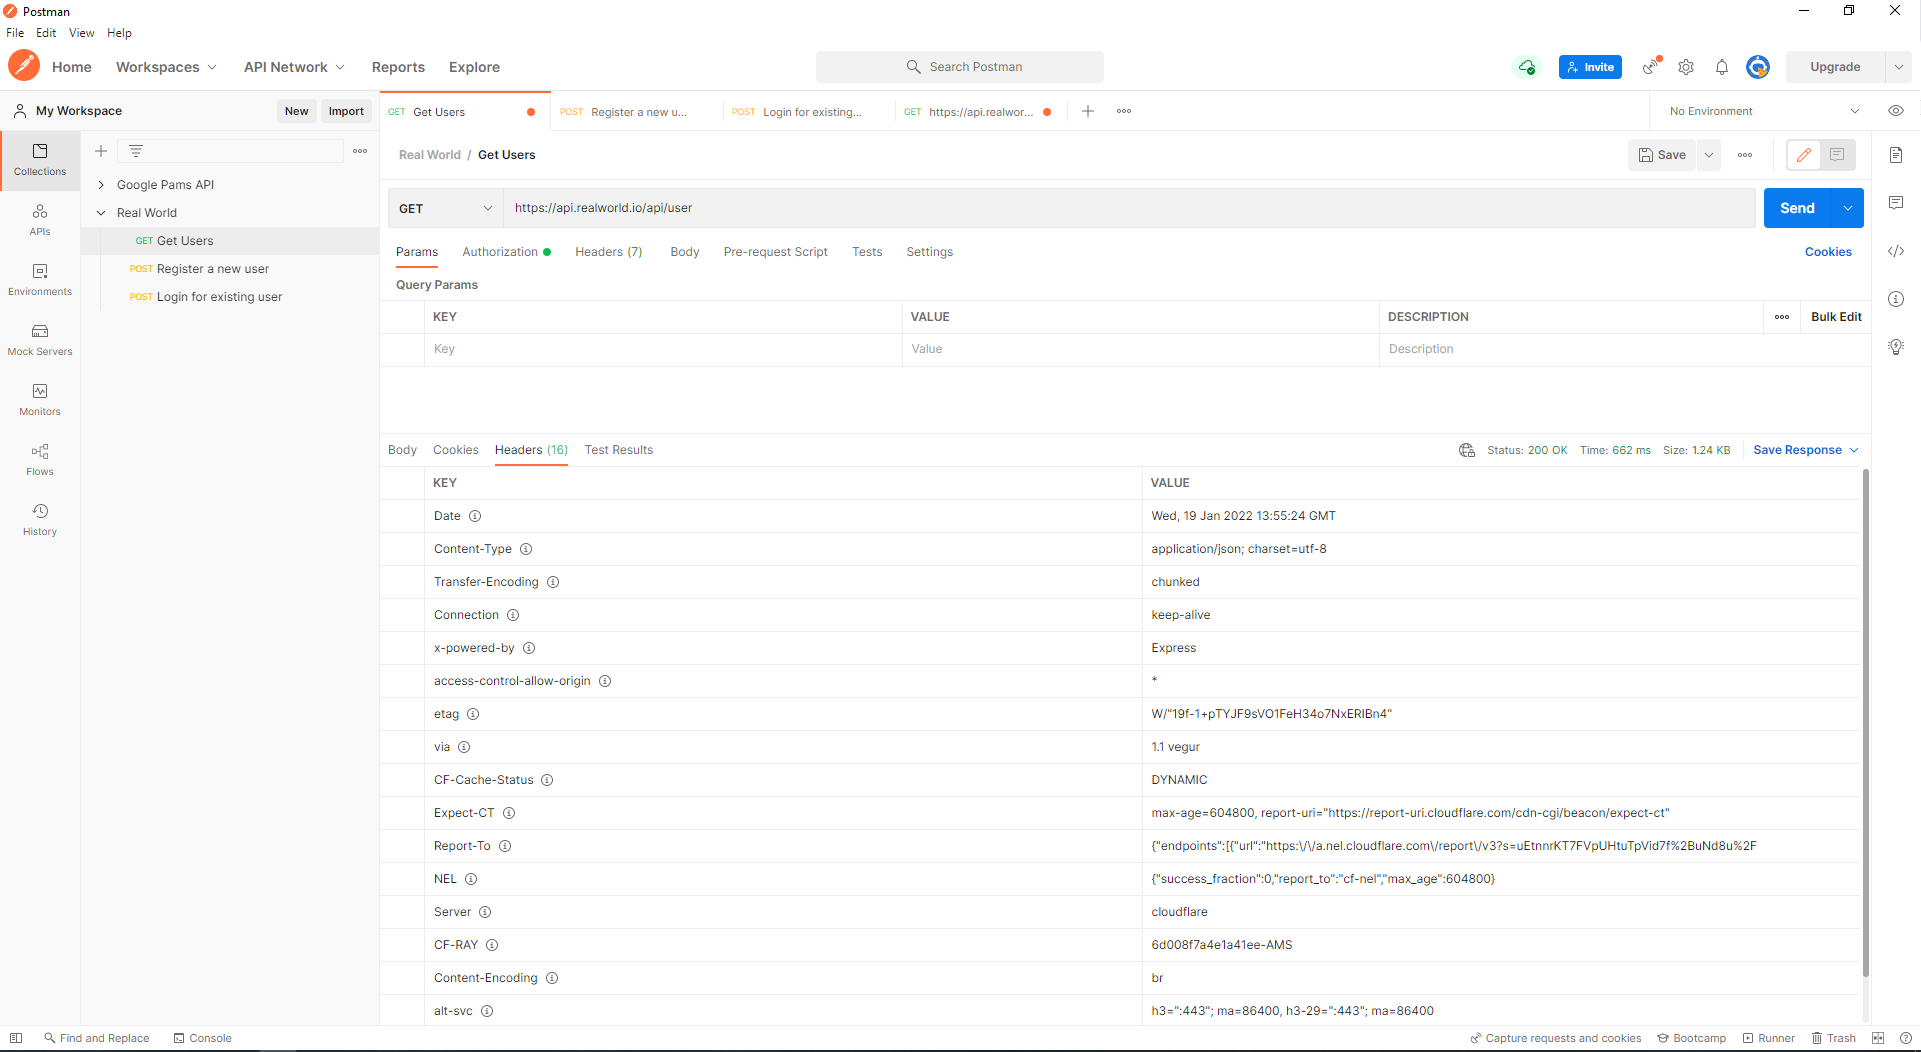 Postman
File Edit View Help
Home Workspaces API Network Reports Explore Search Postman Invite Upgrade
My Workspace New Import GET Get Users POST Register a new u... POST Login for existing... GET https://api.realwor... No Environment
Real World / Get Users Save
Collections
APIs
Environments
Mock Servers
Monitors
Flows
History
Google Pams API
Real World
GET Get Users
POST Register a new user
POST Login for existing user
GET https://api.realworld.io/api/user Send
Params Authorization Headers (7) Body Pre-request Script Tests Settings Cookies
Query Params
KEY VALUE DESCRIPTION Bulk Edit
Key Value Description
Body Cookies Headers (16) Test Results Status: 200 OK Time: 662 ms Size: 1.24 KB Save Response
KEY VALUE
Date Wed, 19 Jan 2022 13:55:24 GMT
Content-Type application/json; charset=utf-8
Transfer-Encoding chunked
Connection keep-alive
x-powered-by Express
access-control-allow-origin *
etag W/"19f-1+pTYJF9sVO1FeH34o7NxERIBn4"
via 1.1 vegur
CF-Cache-Status DYNAMIC
Expect-CT max-age=604800, report-uri="https://report-uri.cloudflare.com/cdn-cgi/beacon/expect-ct"
Report-To {"endpoints":[{"url":"https:\/\/a.nel.cloudflare.com\/report\/v3?s=uEtnnrKT7FVpUHtuTpVid7f%2BuNd8u%2F
NEL {"success_fraction":0,"report_to":"cf-nel","max_age":604800}
Server cloudflare
CF-RAY 6d008f7a4e1a41ee-AMS
Content-Encoding br
alt-svc h3=":443"; ma=86400, h3-29=":443"; ma=86400
Find and Replace Console Capture requests and cookies Bootcamp Runner Trash